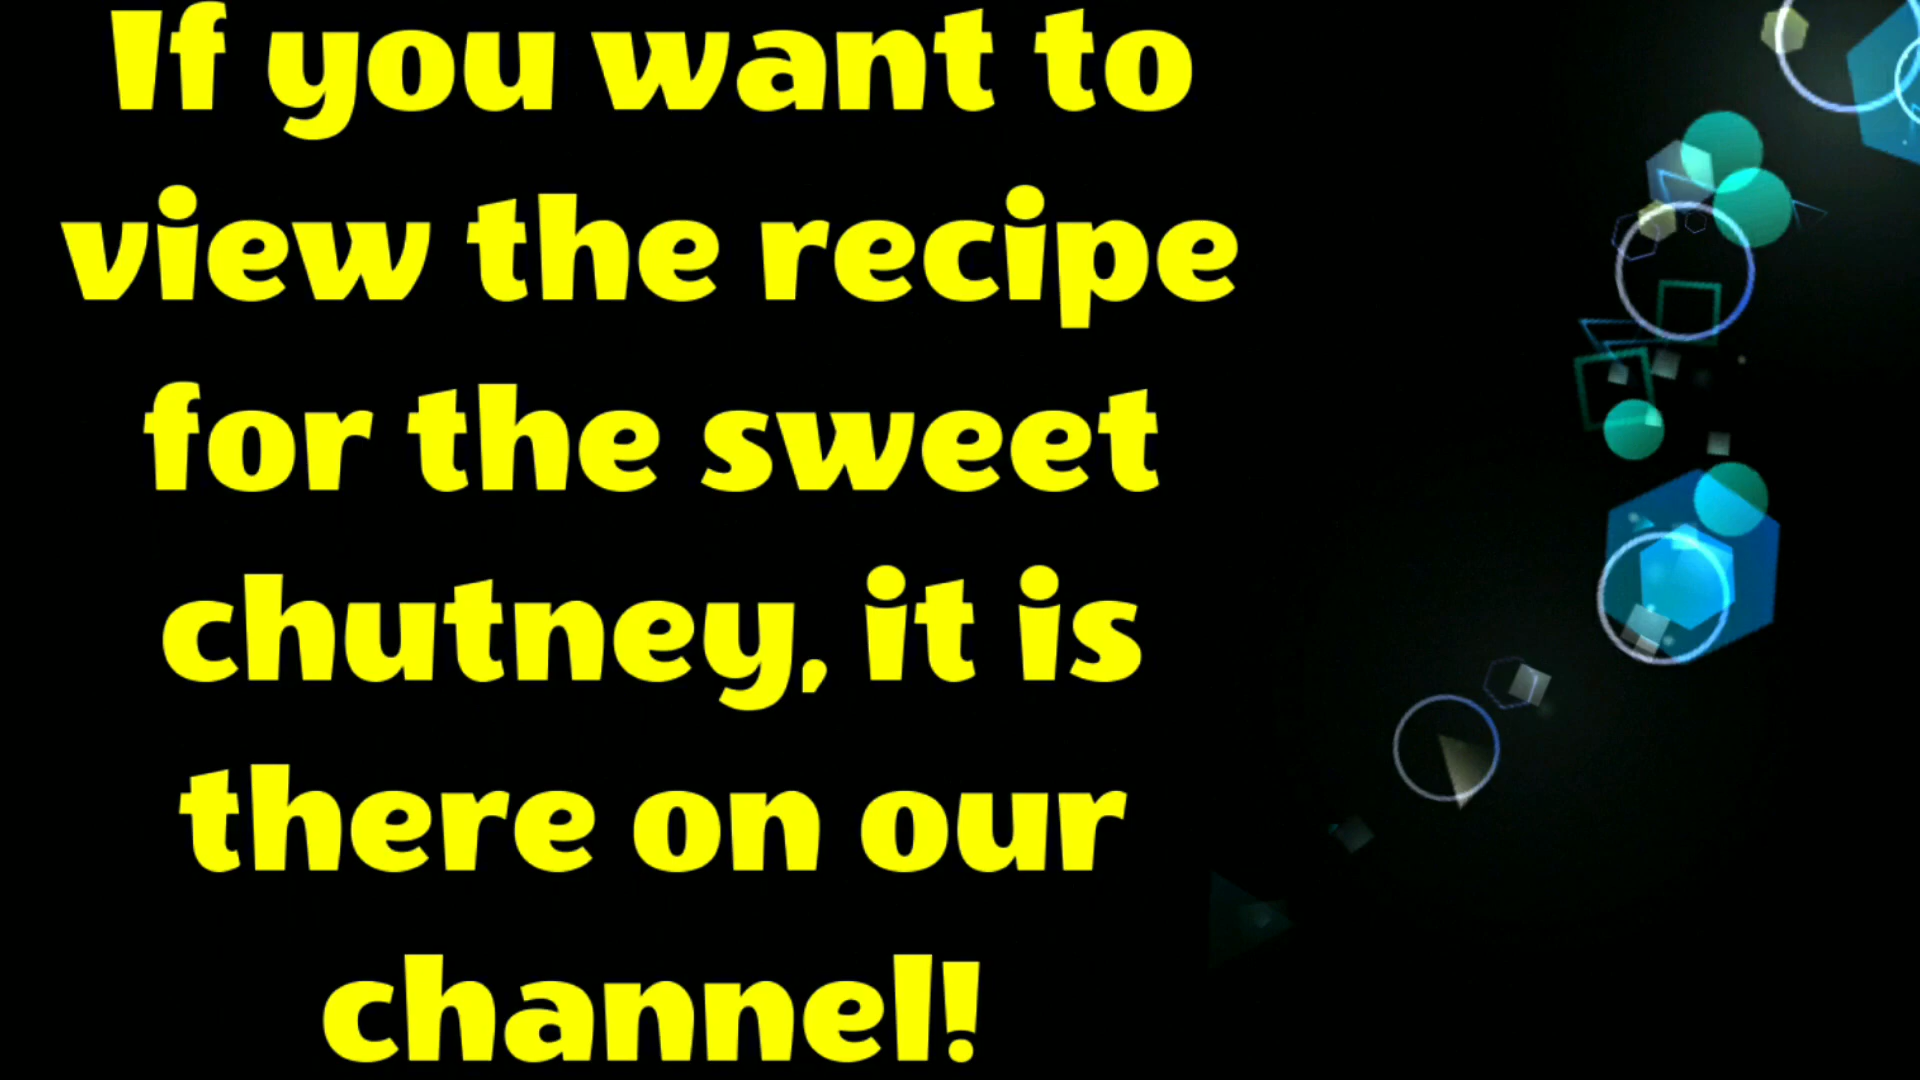 If you want to
view the recipe
for the sweet
chutney, it is
there on our
channel!